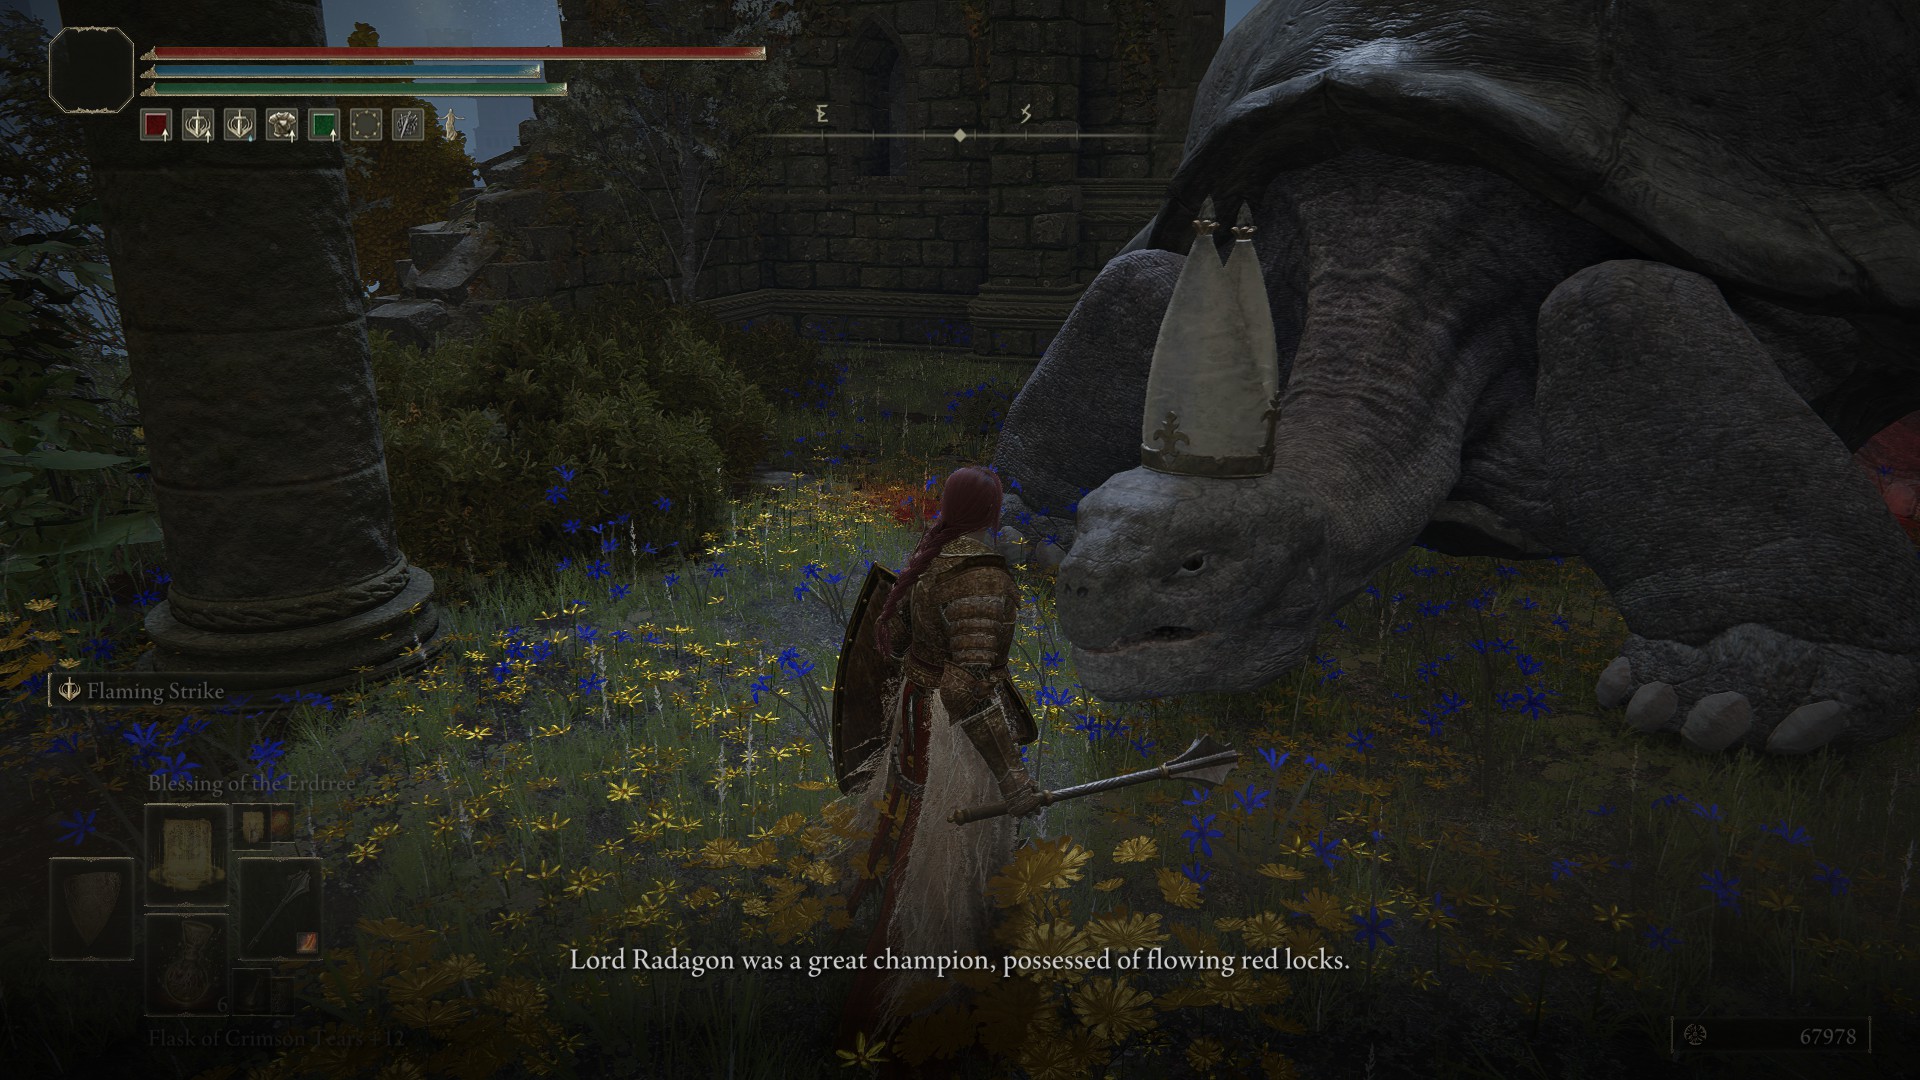 E
S
Flaming Strike
Blessing of the Erdtree
6
Flask of Crimson Tears +12
Lord Radagon was a great champion, possessed of flowing red locks.
67978